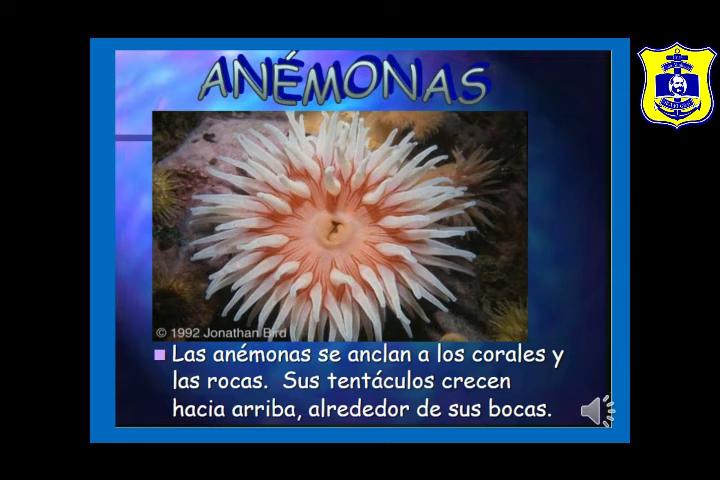 ANÉMONAS
© 1992 Jonathan Bird
Las anémonas se anclan a los corales y
las rocas. Sus tentáculos crecen
hacia arriba, alrededor de sus bocas.